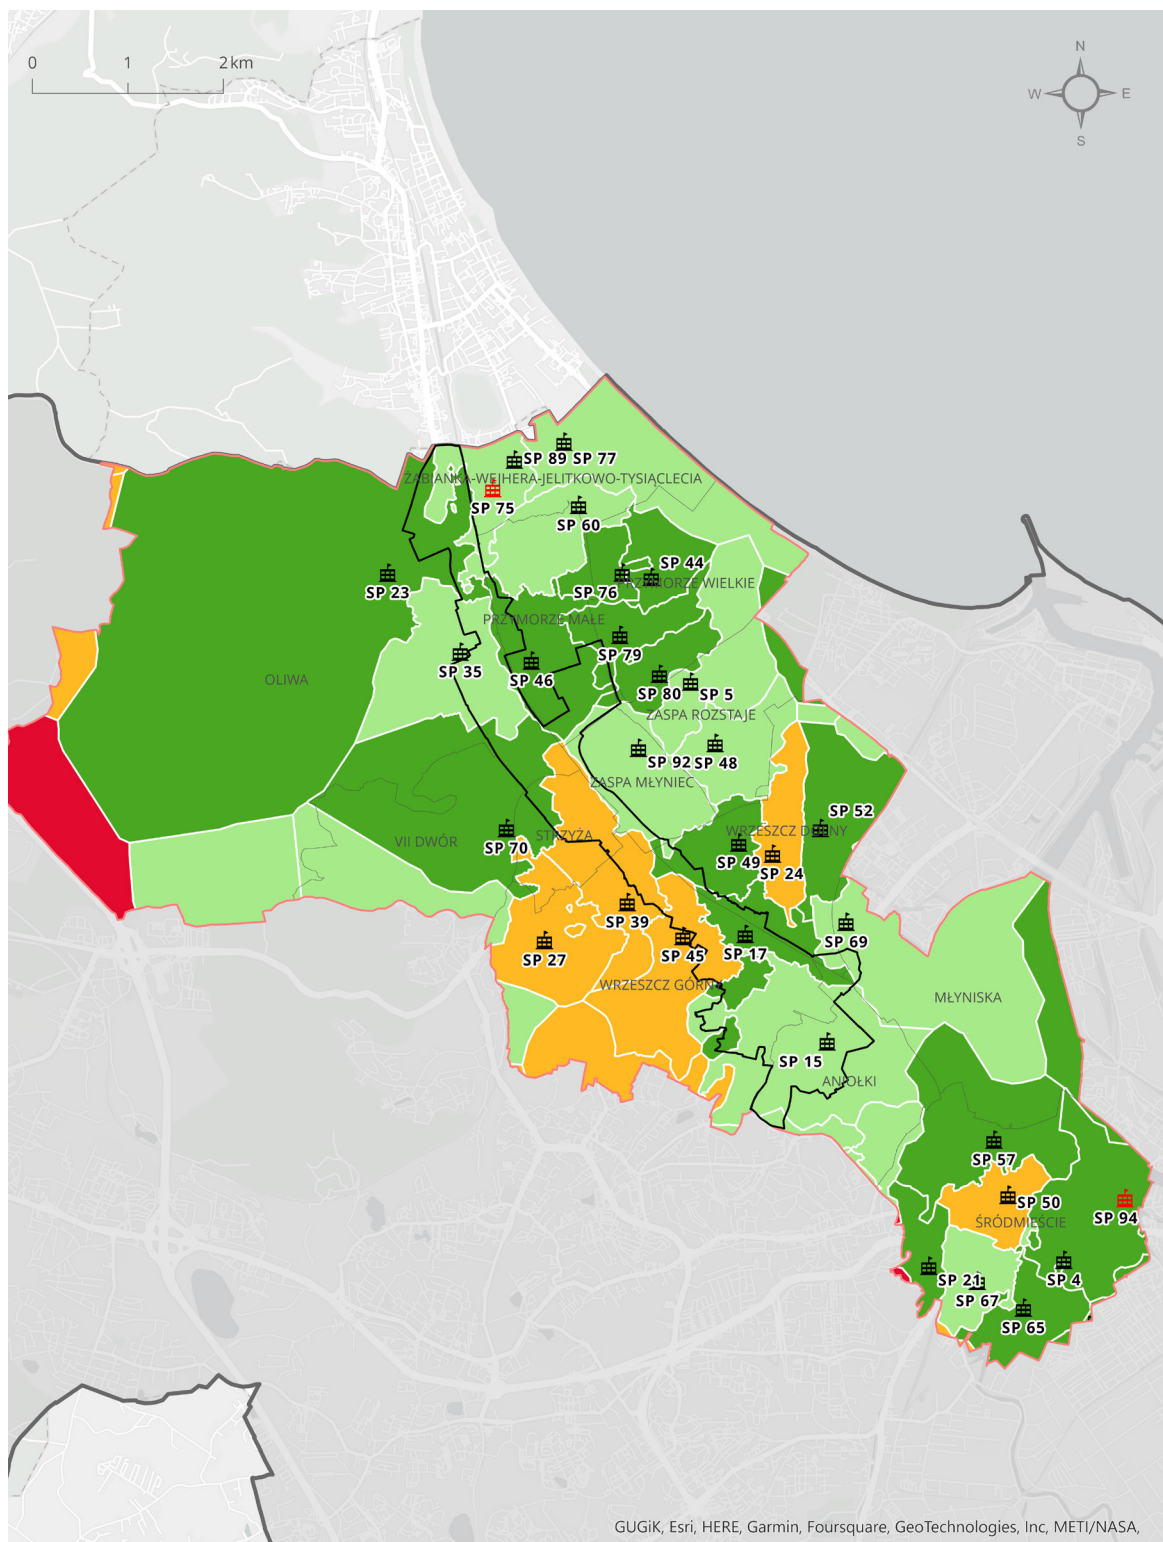 0 1 2 km
N
W E
S
SP 89 SP 77
ŻABIANKA-WEJHERA-JELITKOWO-TYSIĄCLECIA
SP 75
SP 60
SP 44
PRZYMORZE WIELKIE
SP 23
SP 76
PRZYMORZE MAŁE
SP 79
SP 35
SP 46
OLIWA
SP 80 SP 5
ZASPA ROZSTAJE
SP 92 SP 48
ZASPA MŁYNIEC
SP 52
WRZESZCZ DOLNY
STRZYŻA
VII DWÓR
SP 70
SP 49
SP 24
SP 39
SP 69
SP 17
SP 45
SP 27
WRZESZCZ GÓRNY
MŁYNISKA
SP 15
ANIOŁKI
SP 57
SP 50
SP 94
ŚRÓDMIEŚCIE
SP 21
SP 4
SP 67
SP 65
GUGiK, Esri, HERE, Garmin, Foursquare, GeoTechnologies, Inc, METI/NASA,